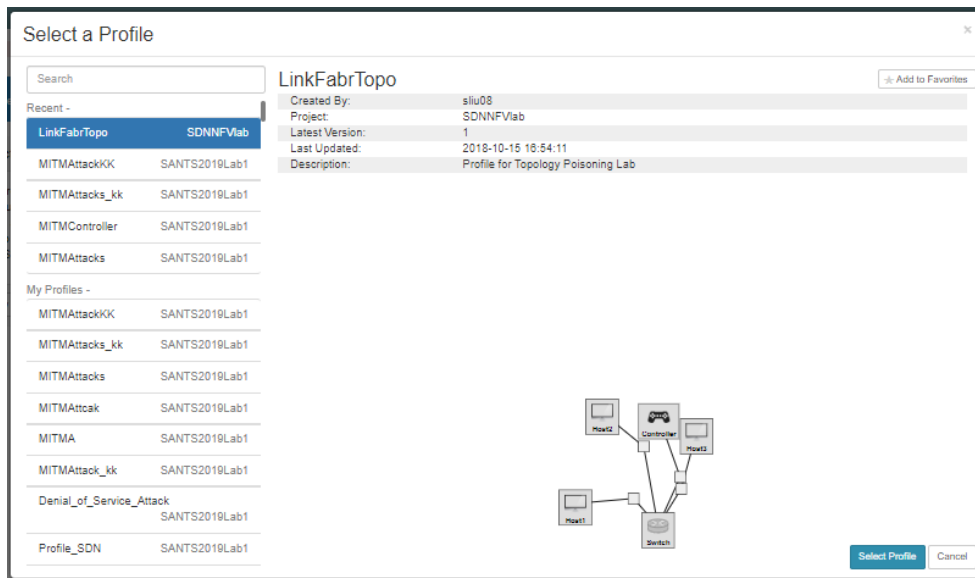 Select a Profile
×
Search
Recent -
LinkFabrTopo SDNNFVlab
MITMAttackKK SANTS2019Lab1
MITMAttacks_kk SANTS2019Lab1
MITMController SANTS2019Lab1
MITMAttacks SANTS2019Lab1
My Profiles -
MITMAttackKK SANTS2019Lab1
MITMAttacks_kk SANTS2019Lab1
MITMAttacks SANTS2019Lab1
MITMAttcak SANTS2019Lab1
MITMA SANTS2019Lab1
MITMAttack_kk SANTS2019Lab1
Denial_of_Service_Attack
SANTS2019Lab1
Profile_SDN SANTS2019Lab1
LinkFabrTopo
Add to Favorites
Created By: sliu08
Project: SDNNFVlab
Latest Version: 1
Last Updated: 2018-10-15 16:54:11
Description: Profile for Topology Poisoning Lab
Host2
Controller
Host3
Host1
Switch
Select Profile Cancel